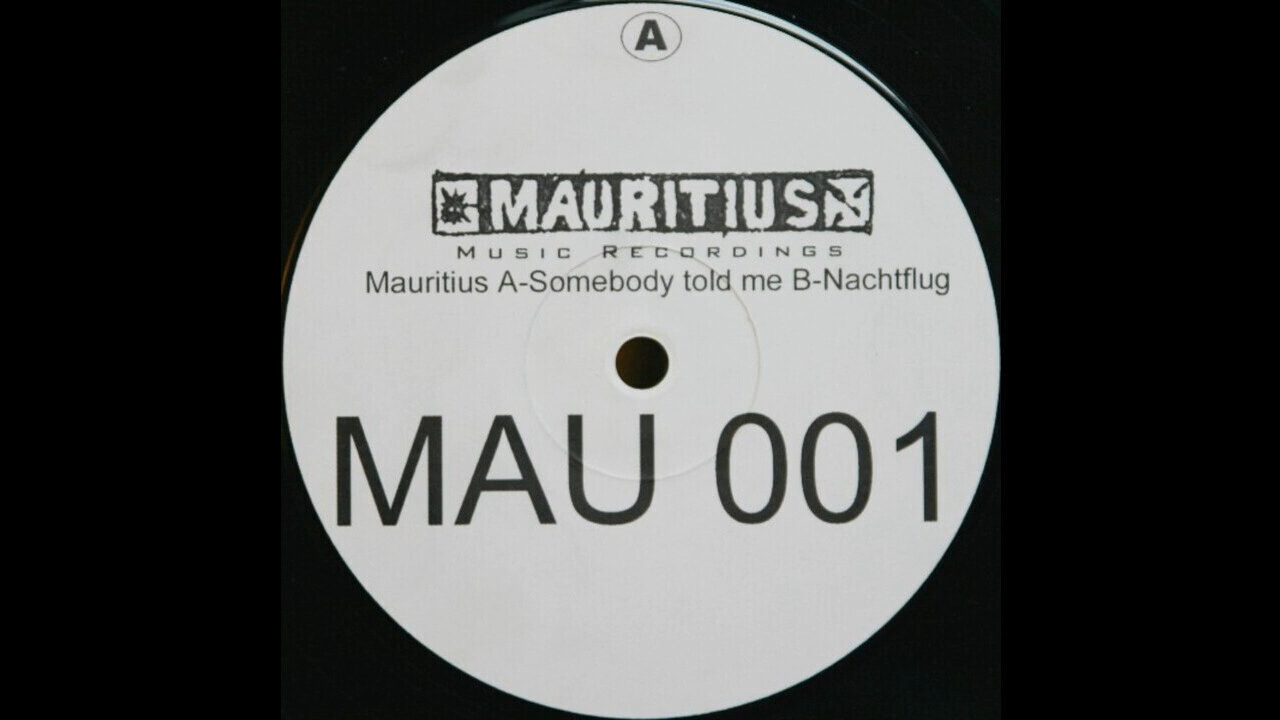 A
MAURITIUS
MUSIC RECORDINGS
Mauritius A-Somebody told me B-Nachtflug
MAU 001